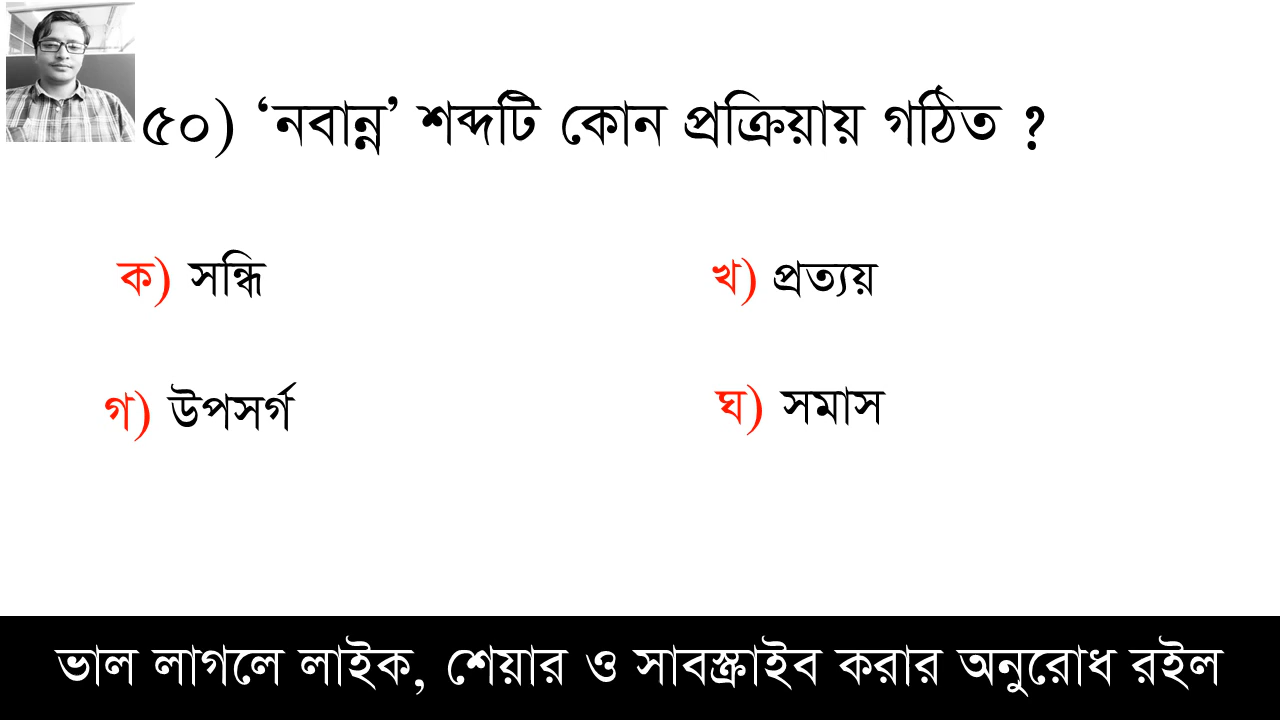 ৫০) ‘নবান্ন’ শব্দটি কোন প্রক্রিয়ায় গঠিত ?
ক) সন্ধি
খ) প্রত্যয়
গ) উপসর্গ
ঘ) সমাস
ভাল লাগলে লাইক, শেয়ার ও সাবস্ক্রাইব করার অনুরোধ রইল